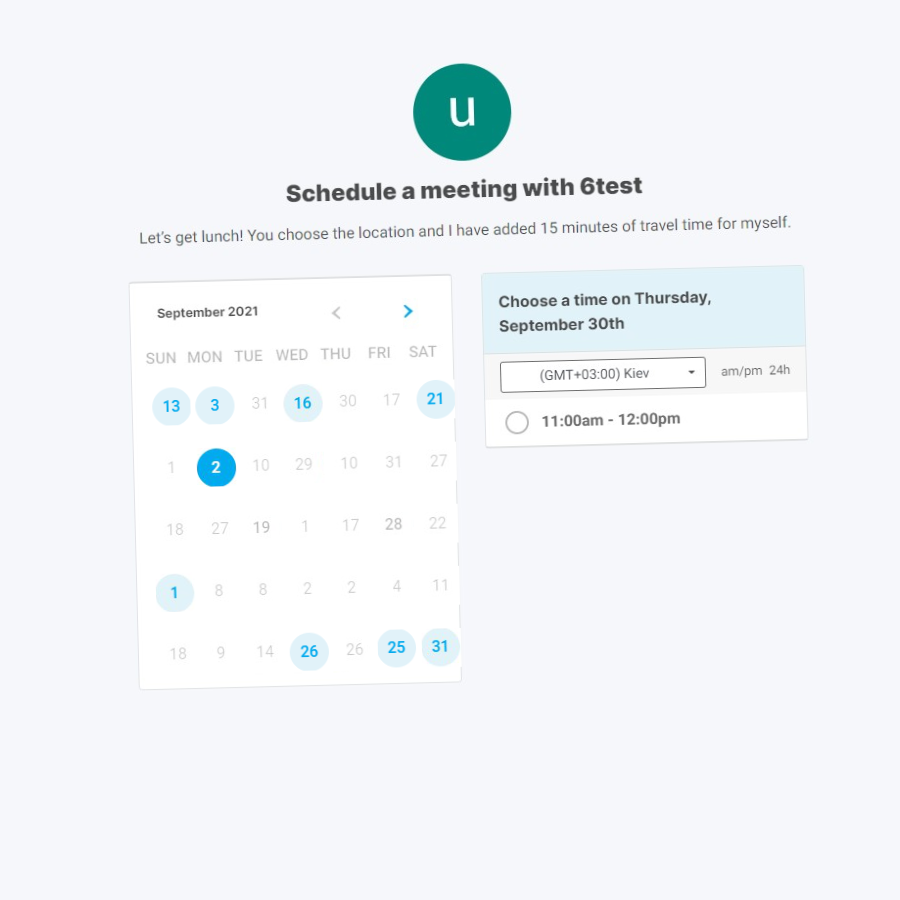 u
Schedule a meeting with 6test
Let's get lunch! You choose the location and I have added 15 minutes of travel time for myself.
September 2021
SUN MON TUE WED THU FRI SAT
13 3 31 16 30 17 21
1 2 10 29 10 31 27
18 27 19 1 17 28 22
1 8 8 2 2 4 11
18 9 14 26 26 25 31
Choose a time on Thursday,
September 30th
(GMT+03:00) Kiev am/pm 24h
11:00am - 12:00pm